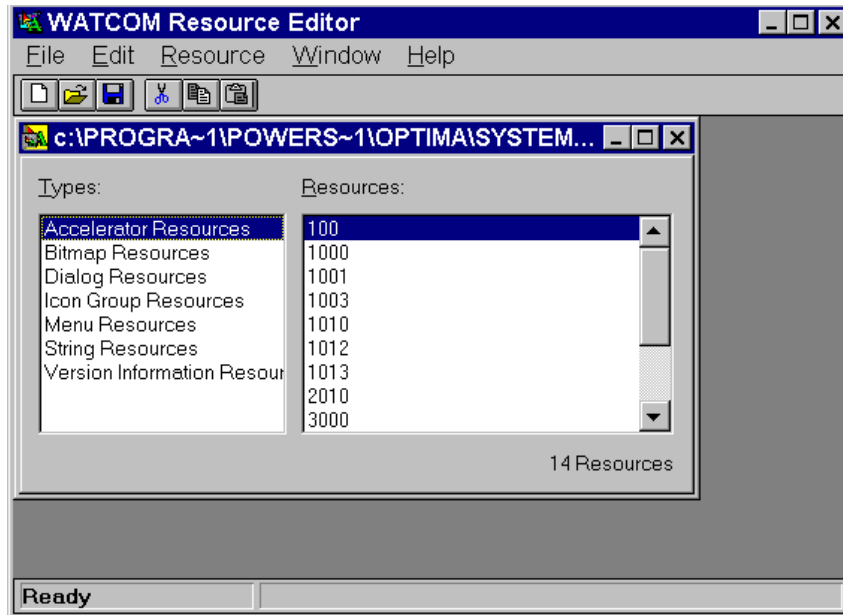 WATCOM Resource Editor
File Edit Resource Window Help
c:\PROGRA~1\POWERS~1\OPTIMA\SYSTEM...
Types:
Resources:
Accelerator Resources
Bitmap Resources
Dialog Resources
Icon Group Resources
Menu Resources
String Resources
Version Information Resour
100
1000
1001
1003
1010
1012
1013
2010
3000
14 Resources
Ready